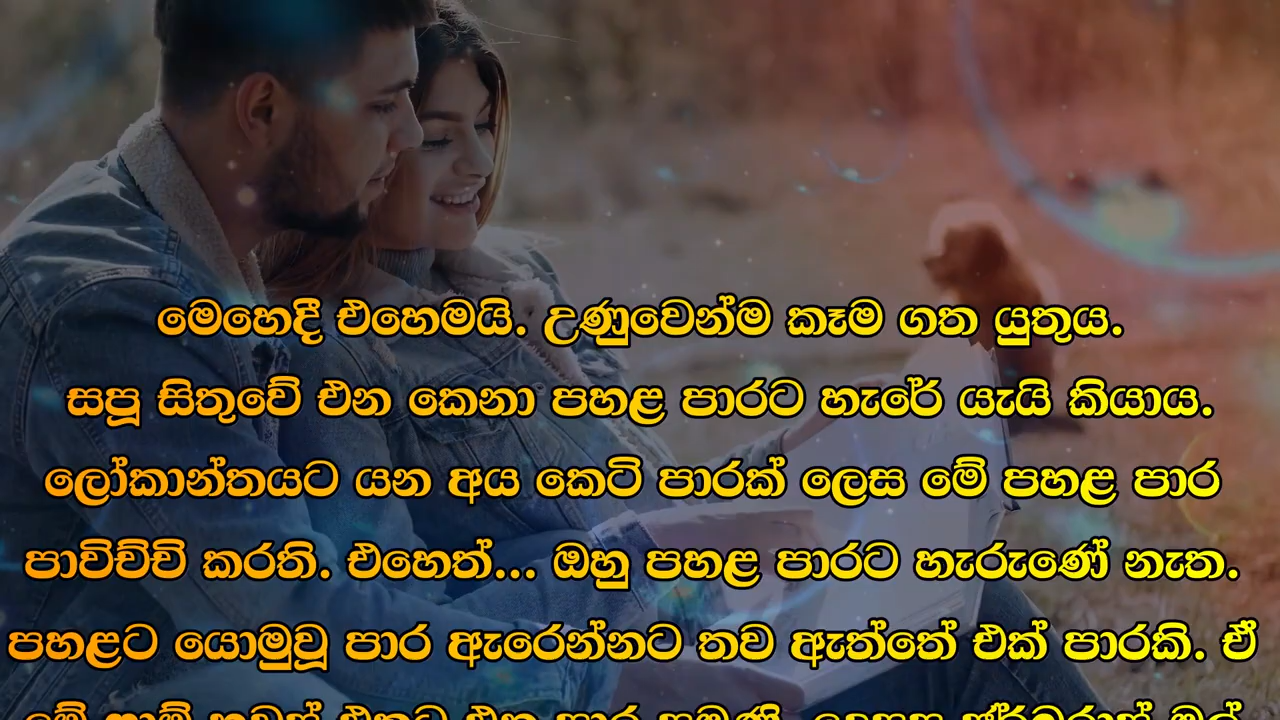 මෙහෙදී එහෙමයි. උණුවෙන්ම කෑම ගත යුතුය.
සපූ සිතුවේ එන කෙනා පහළ පාරට හැරේ යැයි කියාය.
ලෝකාන්තයට යන අය කෙටි පාරක් ලෙස මේ පහළ පාර
පාවිච්චි කරති. එහෙත්... ඔහු පහළ පාරට හැරුණේ නැත.
පහළට යොමුවූ පාර ඇරෙන්නට තව ඇත්තේ එක් පාරකි. ඒ